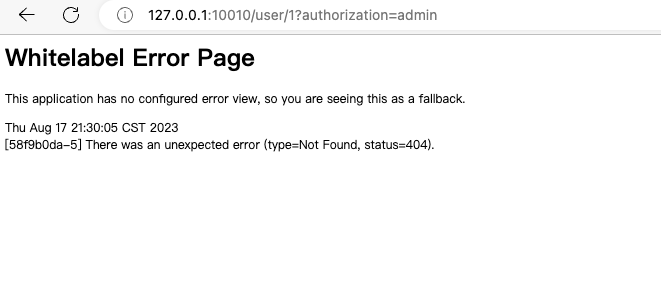 127.0.0.1:10010/user/1?authorization=admin
Whitelabel Error Page
This application has no configured error view, so you are seeing this as a fallback.
Thu Aug 17 21:30:05 CST 2023
[58f9b0da-5] There was an unexpected error (type=Not Found, status=404).